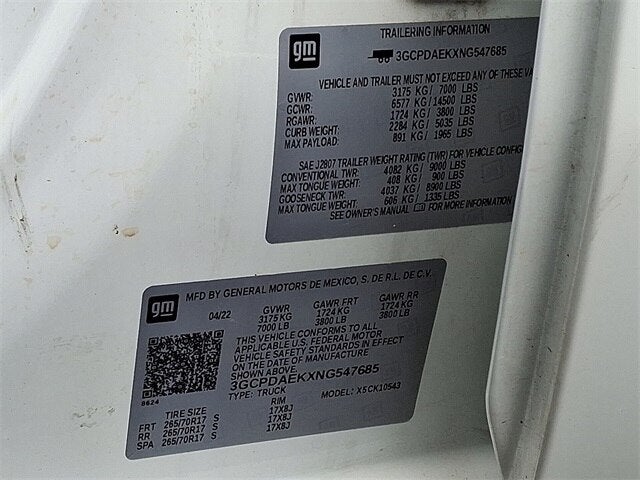 gm
TRAILERING INFORMATION
3GCPDAEKXNG547685
VEHICLE AND TRAILER MUST NOT EXCEED ANY OF THESE VA
GVWR: 3175 KG/ 7000 LBS
GCWR: 6577 KG/14500 LBS
RGAWR: 1724 KG/ 3800 LBS
CURB WEIGHT: 2284 KG/ 5035 LBS
MAX PAYLOAD: 891 KG/ 1965 LBS
SAE J2807 TRAILER WEIGHT RATING (TWR) FOR VEHICLE CONFIG
CONVENTIONAL TWR: 4082 KG/ 9000 LBS
MAX TONGUE WEIGHT: 408 KG/ 900 LBS
GOOSENECK TWR: 4037 KG/ 8900 LBS
MAX TONGUE WEIGHT: 606 KG/ 1335 LBS
SEE OWNER'S MANUAL FOR MORE INFORMATION
gm
MFD BY GENERAL MOTORS DE MEXICO, S. DE R.L. DE C.V.
GVWR GAWR FRT GAWR RR
04/22 3175 KG 1724 KG 1724 KG
7000 LB 3800 LB 3800 LB
THIS VEHICLE CONFORMS TO ALL
APPLICABLE U.S. FEDERAL MOTOR
VEHICLE SAFETY STANDARDS IN
EFFECT ON THE DATE OF MANUFACTURE
SHOWN ABOVE.
3GCPDAEKXNG547685
8624
TYPE: TRUCK MODEL: X5CK10543
TIRE SIZE RIM
FRT 265/70R17 S 17X8J
RR 265/70R17 S 17X8J
SPA 265/70R17 S 17X8J